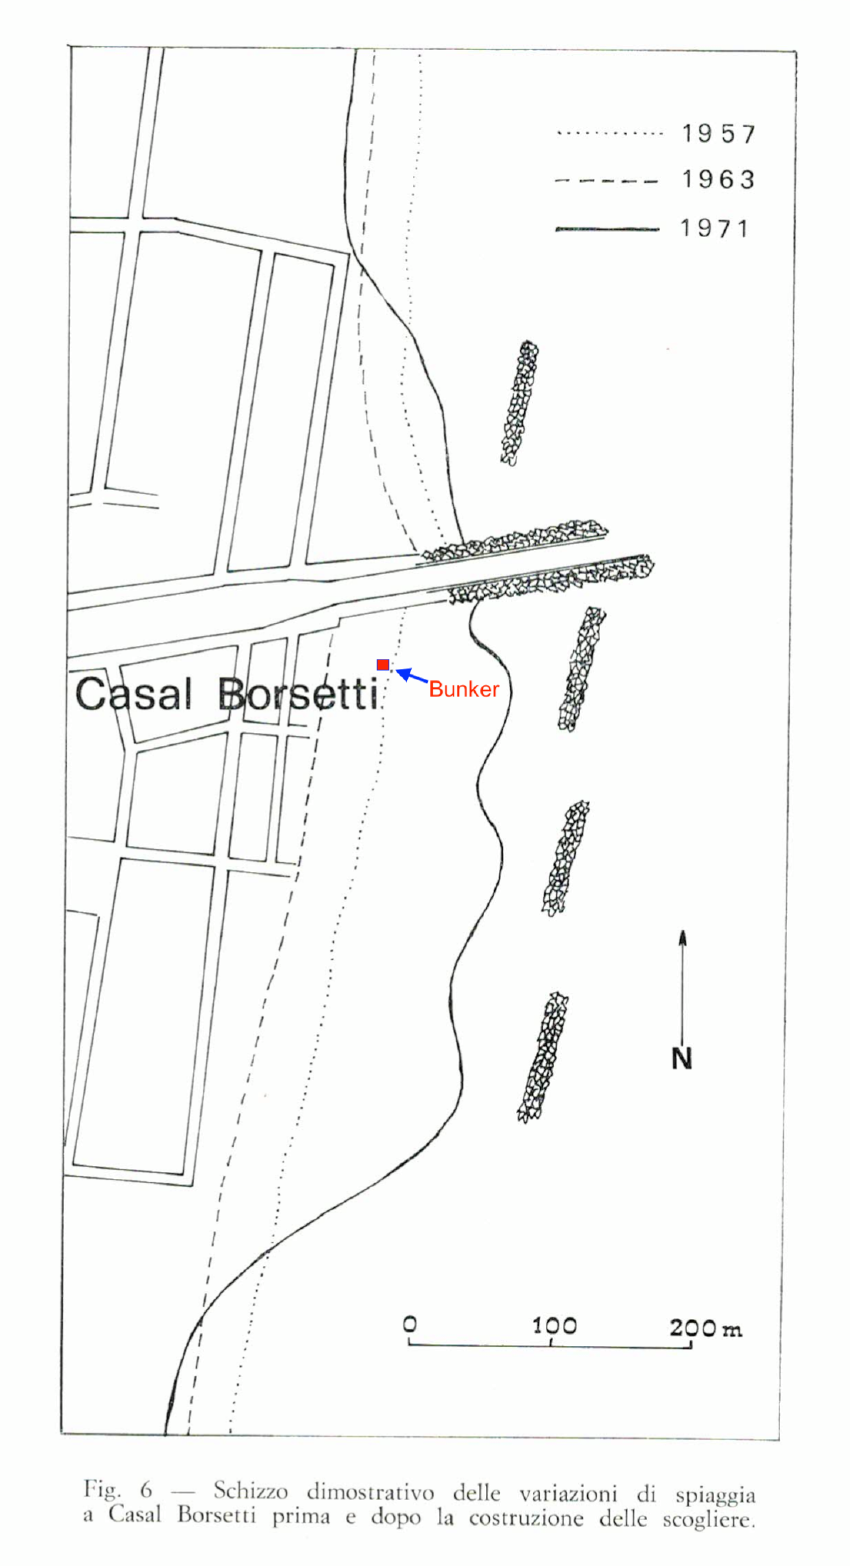 1957
1963
1971
Casal Borsetti
Bunker
N
0 100 200 m
Fig. 6 — Schizzo dimostrativo delle variazioni di spiaggia
a Casal Borsetti prima e dopo la costruzione delle scogliere.